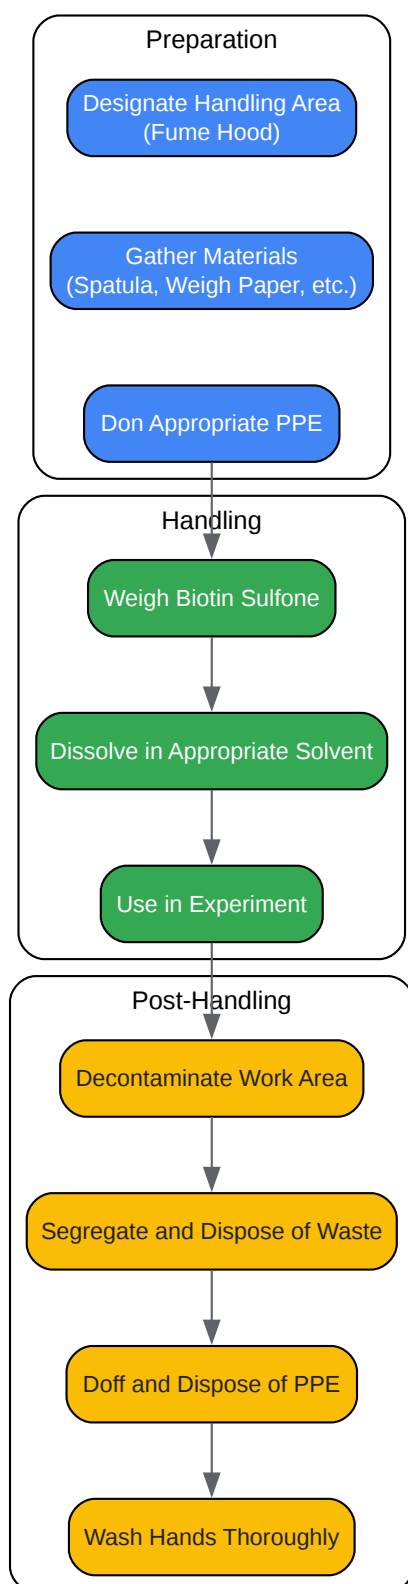 Preparation
Designate Handling Area
(Fume Hood)
Gather Materials
(Spatula, Weigh Paper, etc.)
Don Appropriate PPE
Handling
Weigh Biotin Sulfone
Dissolve in Appropriate Solvent
Use in Experiment
Post-Handling
Decontaminate Work Area
Segregate and Dispose of Waste
Doff and Dispose of PPE
Wash Hands Thoroughly